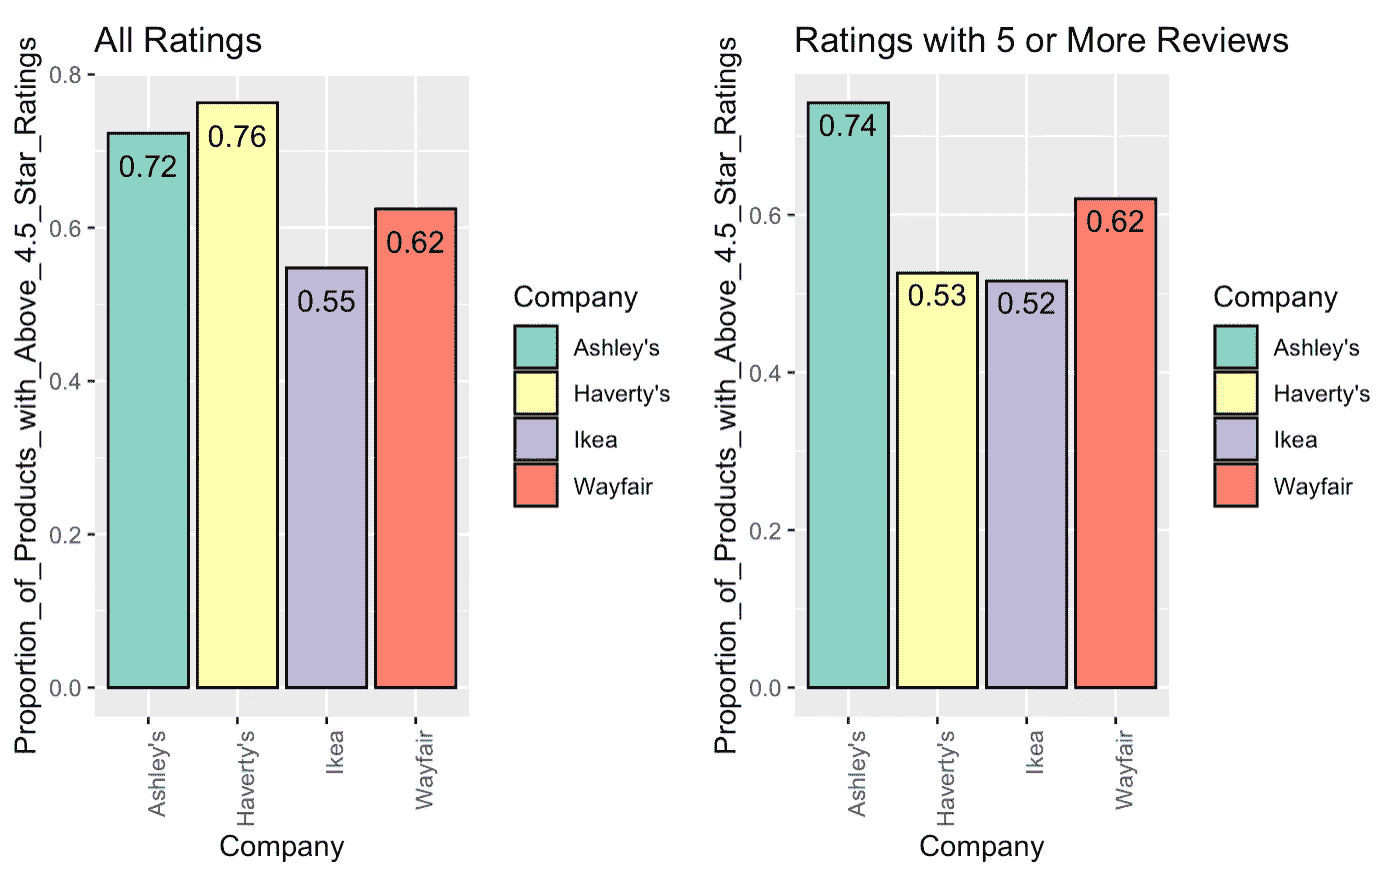 All Ratings
Proportion_of_Products_with_Above_4.5_Star_Ratings
0.8
0.6
0.4
0.2
0.0
0.72
0.76
0.55
0.62
Ashley's
Haverty's
Ikea
Wayfair
Company
Company
Ashley's
Haverty's
Ikea
Wayfair
Ratings with 5 or More Reviews
Proportion_of_Products_with_Above_4.5_Star_Ratings
0.6
0.4
0.2
0.0
0.74
0.53
0.52
0.62
Ashley's
Haverty's
Ikea
Wayfair
Company
Company
Ashley's
Haverty's
Ikea
Wayfair